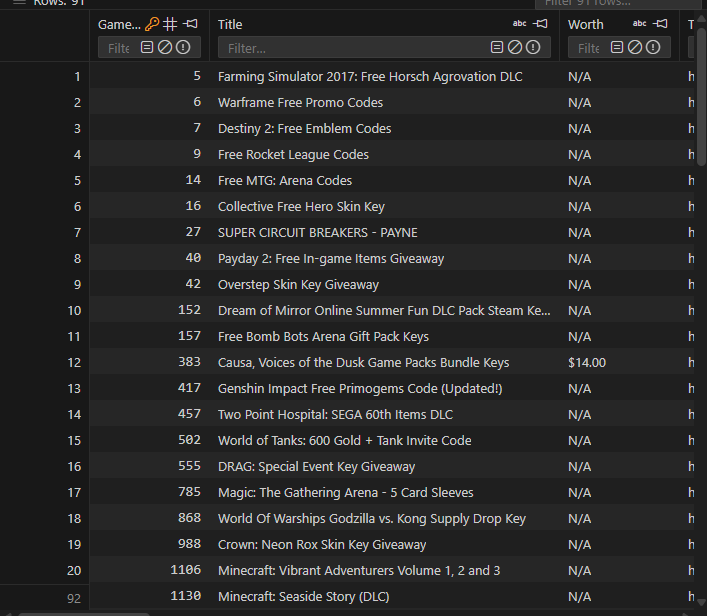 Rows: 91 Filter 91 rows...
Game... Title abc Worth abc T
Filte Filter... Filte
1 5 Farming Simulator 2017: Free Horsch Agrovation DLC N/A h
2 6 Warframe Free Promo Codes N/A h
3 7 Destiny 2: Free Emblem Codes N/A h
4 9 Free Rocket League Codes N/A h
5 14 Free MTG: Arena Codes N/A h
6 16 Collective Free Hero Skin Key N/A h
7 27 SUPER CIRCUIT BREAKERS - PAYNE N/A h
8 40 Payday 2: Free In-game Items Giveaway N/A h
9 42 Overstep Skin Key Giveaway N/A h
10 152 Dream of Mirror Online Summer Fun DLC Pack Steam Ke... N/A h
11 157 Free Bomb Bots Arena Gift Pack Keys N/A h
12 383 Causa, Voices of the Dusk Game Packs Bundle Keys $14.00 h
13 417 Genshin Impact Free Primogems Code (Updated!) N/A h
14 457 Two Point Hospital: SEGA 60th Items DLC N/A h
15 502 World of Tanks: 600 Gold + Tank Invite Code N/A h
16 555 DRAG: Special Event Key Giveaway N/A h
17 785 Magic: The Gathering Arena - 5 Card Sleeves N/A h
18 868 World Of Warships Godzilla vs. Kong Supply Drop Key N/A h
19 988 Crown: Neon Rox Skin Key Giveaway N/A h
20 1106 Minecraft: Vibrant Adventurers Volume 1, 2 and 3 N/A h
92 1130 Minecraft: Seaside Story (DLC) N/A h